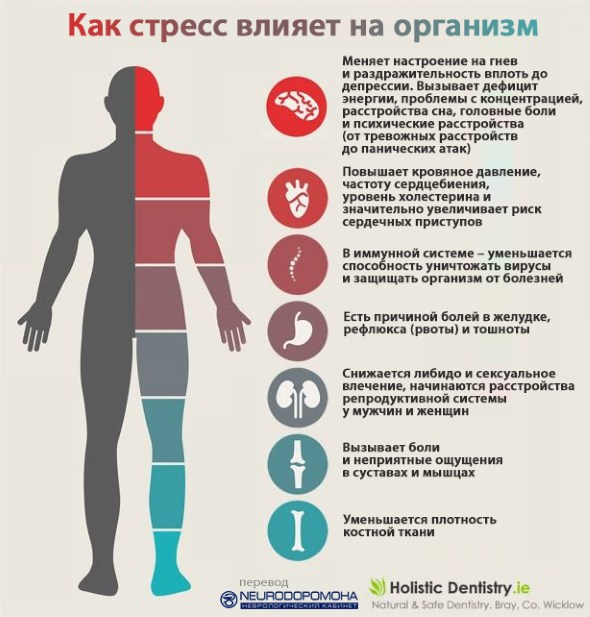 Как стресс влияет на организм
Меняет настроение на гнев
и раздражительность вплоть до
депрессии. Вызывает дефицит
энергии, проблемы с концентрацией,
расстройства сна, головные боли
и психические расстройства
(от тревожных расстройств
до панических атак)
Повышает кровяное давление,
частоту сердцебиения,
уровень холестерина и
значительно увеличивает риск
сердечных приступов
В иммунной системе – уменьшается
способность уничтожать вирусы
и защищать организм от болезней
Есть причиной болей в желудке,
рефлюкса (рвоты) и тошноты
Снижается либидо и сексуальное
влечение, начинаются расстройства
репродуктивной системы
у мужчин и женщин
Вызывает боли
и неприятные ощущения
в суставах и мышцах
Уменьшается плотность
костной ткани
перевод
NEUROДОПОМОНА
НЕВРОЛОГИЧЕСКИЙ КАБИНЕТ
Holistic Dentistry.ie
Natural & Safe Dentistry, Bray, Co. Wicklow